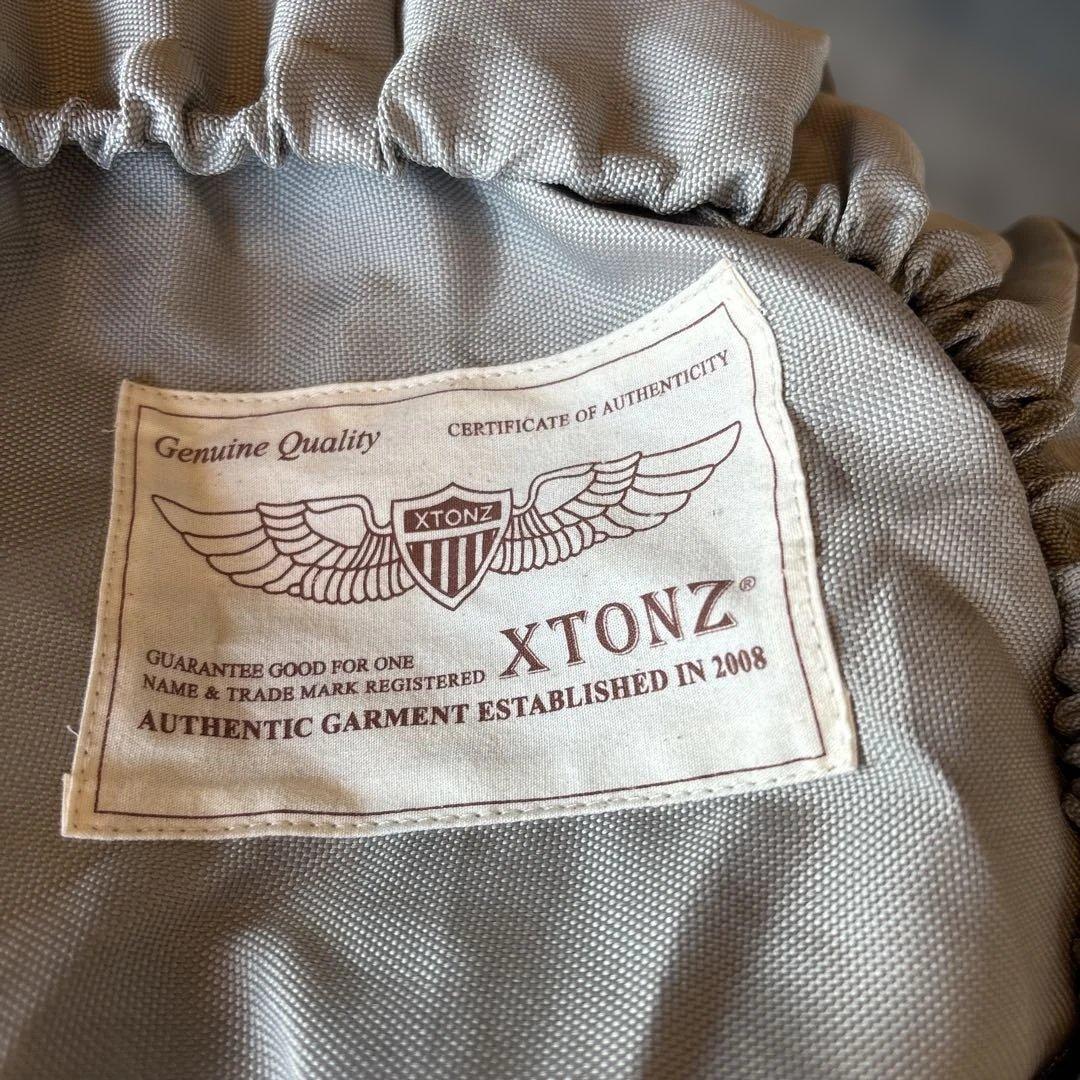 Genuine Quality
CERTIFICATE OF AUTHENTICITY
XTONZ
XTONZ®
GUARANTEE GOOD FOR ONE
NAME & TRADE MARK REGISTERED
AUTHENTIC GARMENT ESTABLISHED IN 2008